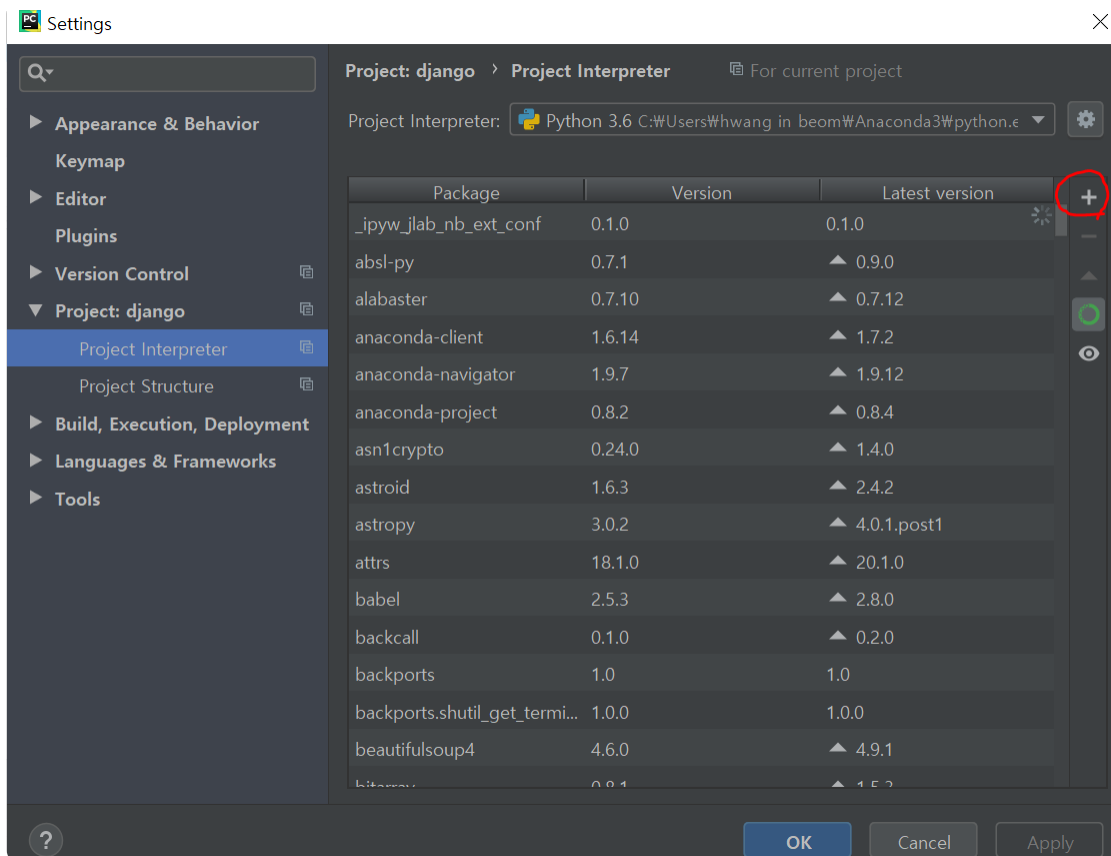 PC Settings
Project: django › Project Interpreter For current project
Appearance & Behavior
Project Interpreter: Python 3.6 C:₩Users₩hwang in beom₩Anaconda3₩python.e
Keymap
Editor
Plugins
Version Control
Project: django
Project Interpreter
Project Structure
Build, Execution, Deployment
Languages & Frameworks
Tools
Package Version Latest version
_ipyw_jlab_nb_ext_conf 0.1.0 0.1.0
absl-py 0.7.1 0.9.0
alabaster 0.7.10 0.7.12
anaconda-client 1.6.14 1.7.2
anaconda-navigator 1.9.7 1.9.12
anaconda-project 0.8.2 0.8.4
asn1crypto 0.24.0 1.4.0
astroid 1.6.3 2.4.2
astropy 3.0.2 4.0.1.post1
attrs 18.1.0 20.1.0
babel 2.5.3 2.8.0
backcall 0.1.0 0.2.0
backports 1.0 1.0
backports.shutil_get_termi... 1.0.0 1.0.0
beautifulsoup4 4.6.0 4.9.1
bitarray 0.8.1 1.5.3
? OK Cancel Apply